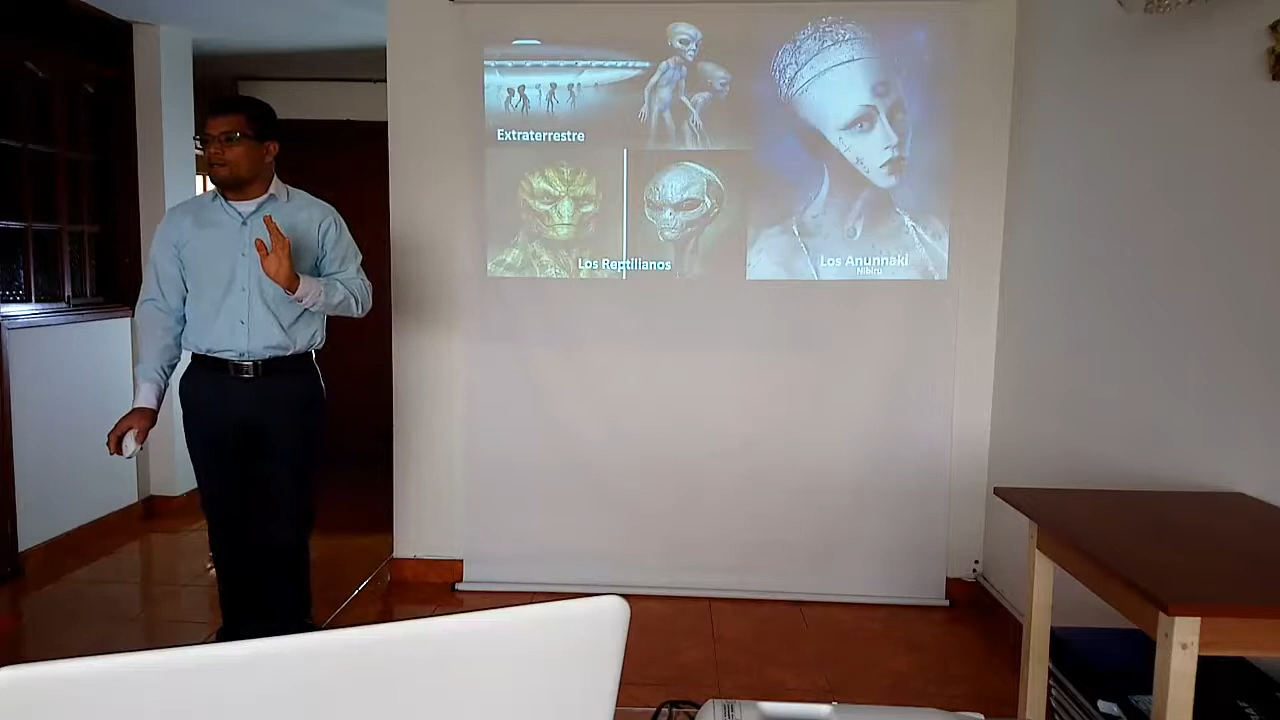 Extraterrestre
Los Reptilianos
Los Anunnaki
Nibiru